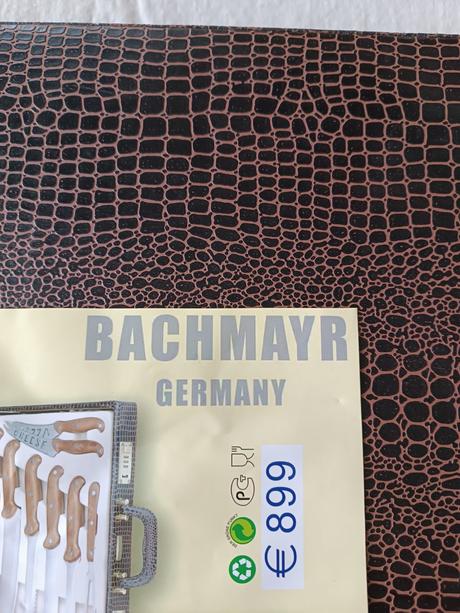 BACHMAYR
GERMANY
CHEESE
€ 899